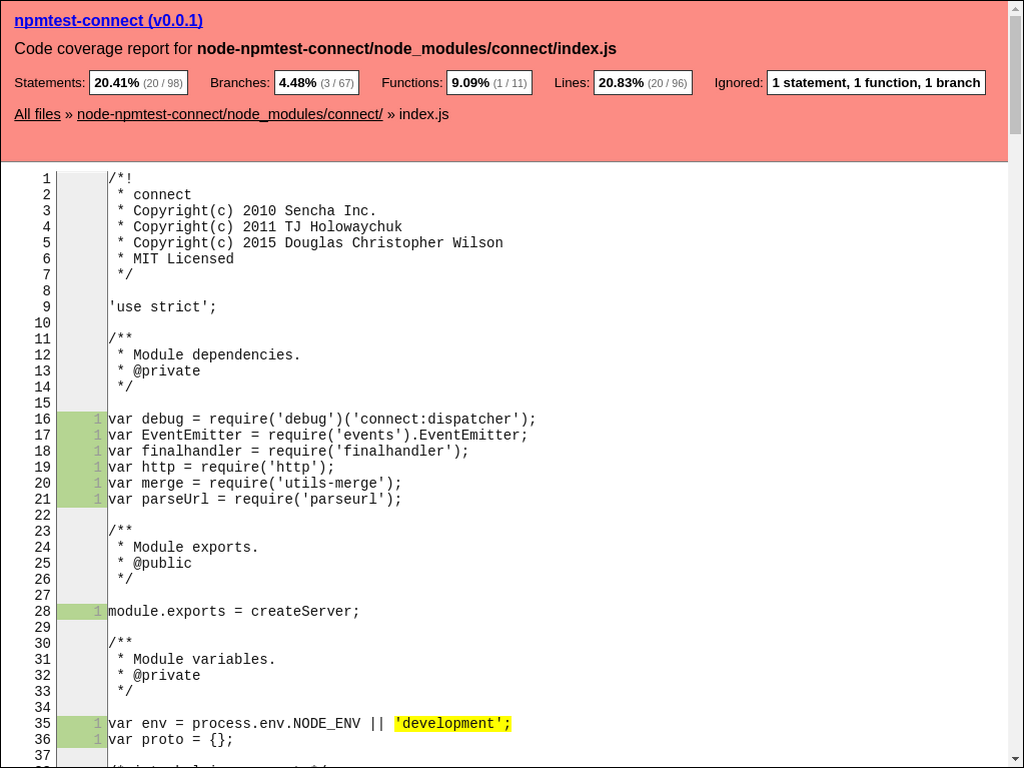 npmtest-connect (v0.0.1)
Code coverage report for node-npmtest-connect/node_modules/connect/index.js
Statements: 20.41% (20 / 98) Branches: 4.48% (3 / 67) Functions: 9.09% (1 / 11) Lines: 20.83% (20 / 96) Ignored: 1 statement, 1 function, 1 branch
All files » node-npmtest-connect/node_modules/connect/ » index.js
1 /*!
2  * connect
3  * Copyright(c) 2010 Sencha Inc.
4  * Copyright(c) 2011 TJ Holowaychuk
5  * Copyright(c) 2015 Douglas Christopher Wilson
6  * MIT Licensed
7  */
8
9 'use strict';
10
11 /**
12  * Module dependencies.
13  * @private
14  */
15
16 1 var debug = require('debug')('connect:dispatcher');
17 1 var EventEmitter = require('events').EventEmitter;
18 1 var finalhandler = require('finalhandler');
19 1 var http = require('http');
20 1 var merge = require('utils-merge');
21 1 var parseUrl = require('parseurl');
22
23 /**
24  * Module exports.
25  * @public
26  */
27
28 1 module.exports = createServer;
29
30 /**
31  * Module variables.
32  * @private
33  */
34
35 1 var env = process.env.NODE_ENV || 'development';
36 1 var proto = {};
37